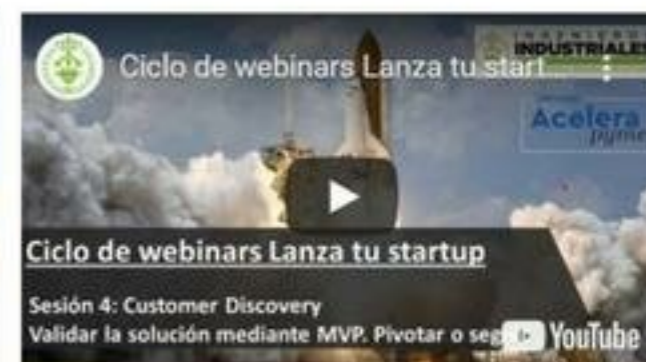 INGENIEROS
INDUSTRIALES
Ciclo de webinars Lanza tu start...
Acelera
pyme
Ciclo de webinars Lanza tu startup
Sesión 4: Customer Discovery
Validar la solución mediante MVP. Pivotar o seg
YouTube